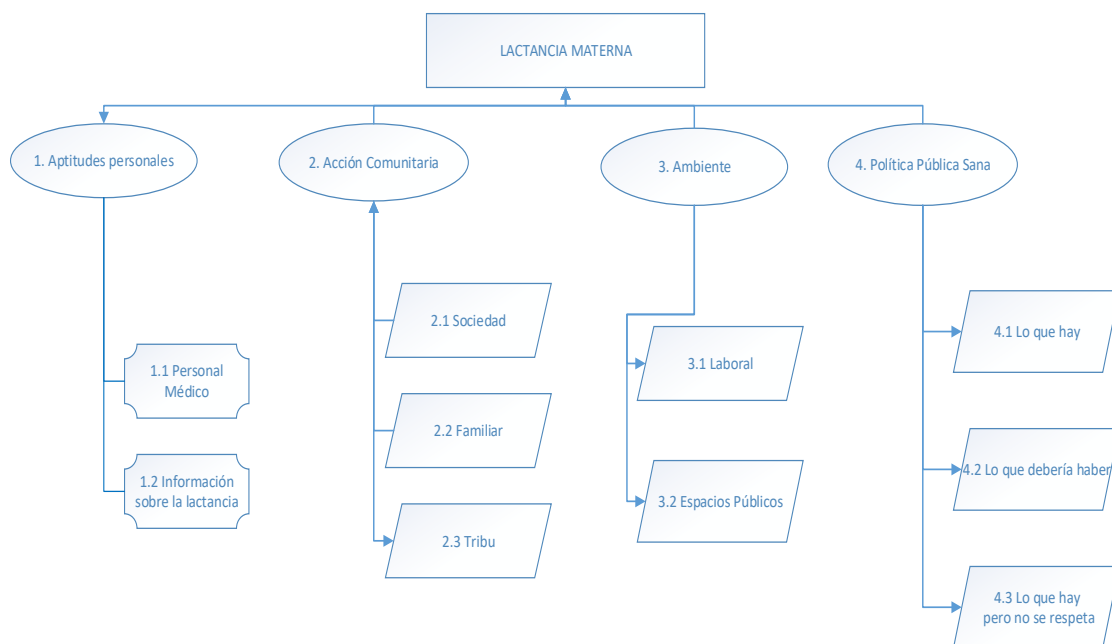 LACTANCIA MATERNA
1. Aptitudes personales
2. Acción Comunitaria
3. Ambiente
4. Política Pública Sana
1.1 Personal
Médico
1.2 Información
sobre la lactancia
2.1 Sociedad
2.2 Familiar
2.3 Tribu
3.1 Laboral
3.2 Espacios Públicos
4.1 Lo que hay
4.2 Lo que debería haber
4.3 Lo que hay
pero no se respeta